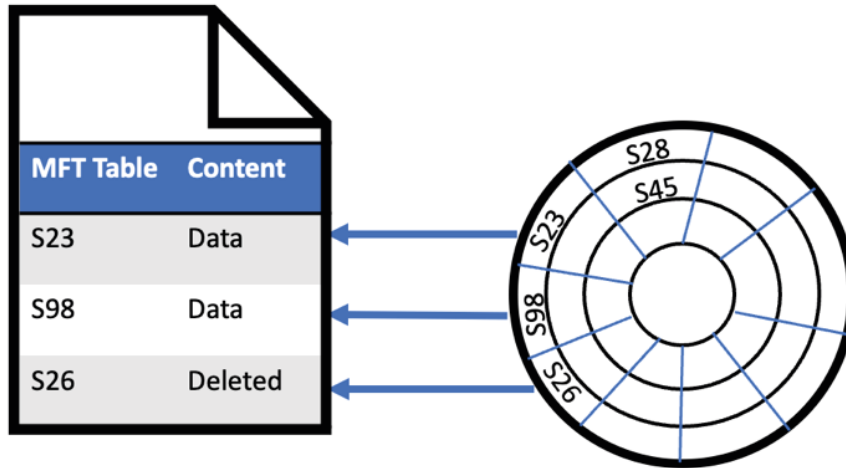 MFT Table Content
S23 Data
S98 Data
S26 Deleted
S28
S45
S23
S98
S26